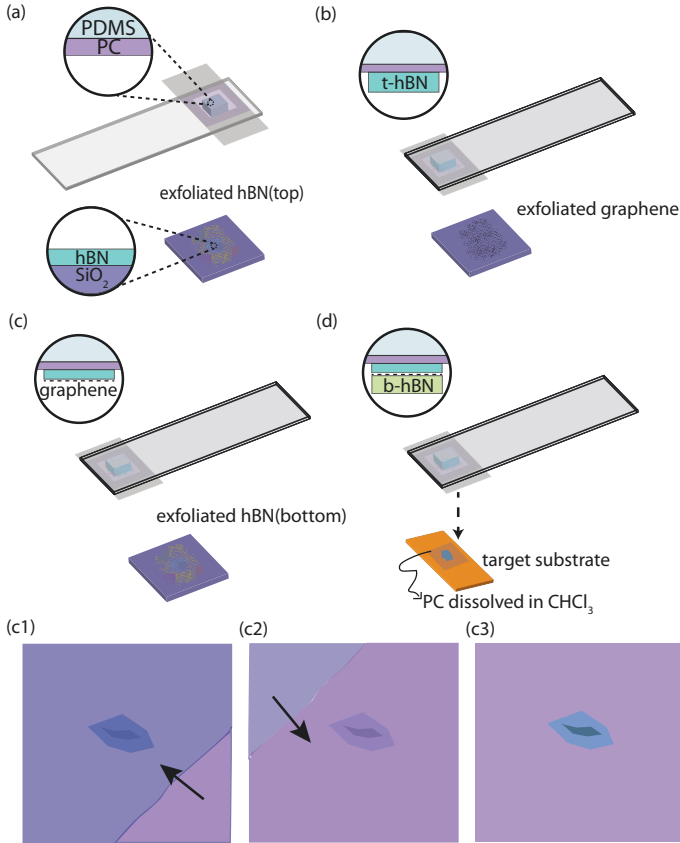 (a)
PDMS
PC
exfoliated hBN(top)
hBN
SiO₂
(b)
t-hBN
exfoliated graphene
(c)
graphene
exfoliated hBN(bottom)
(d)
b-hBN
target substrate
PC dissolved in CHCl₃
(c1)
(c2)
(c3)